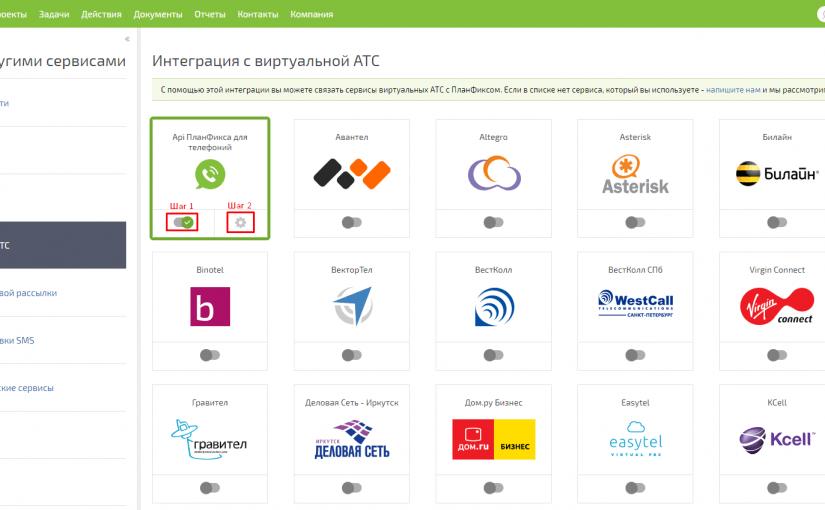 роекты Задачи Действия Документы Отчеты Контакты Компания
«
угими сервисами
ти
ТС
вой рассылки
вки SMS
ские сервисы
Интеграция с виртуальной АТС
С помощью этой интеграции вы можете связать сервисы виртуальных АТС с ПланФиксом. Если в списке нет сервиса, который вы используете - напишите нам и мы рассмотрим
Api ПланФикса для
телефоний
Шаг 1
Шаг 2
Авантел
Altegro
Asterisk
Asterisk
Билайн
Билайн
Binotel
b
ВекторТел
ВестКолл
ВестКолл СПб
WestCall
TELECOMMUNICATIONS
САНКТ-ПЕТЕРБУРГ
Virgin Connect
Virgin
connect
Гравител
гравител
Деловая Сеть - Иркутск
ИРКУТСК
ДЕЛОВАЯ СЕТЬ
Дом.ру Бизнес
ДОМ.ru
БИЗНЕС
Easytel
easytel
VIRTUAL PBX
KCell
Kcell